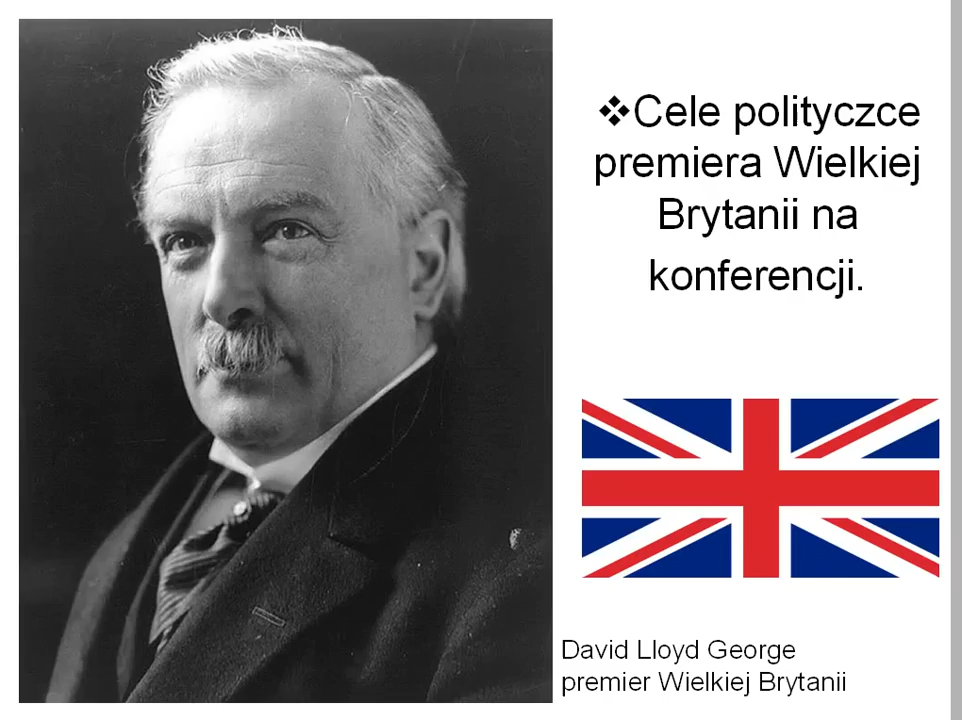 ❖Cele polityczce
premiera Wielkiej
Brytanii na
konferencji.
David Lloyd George
premier Wielkiej Brytanii